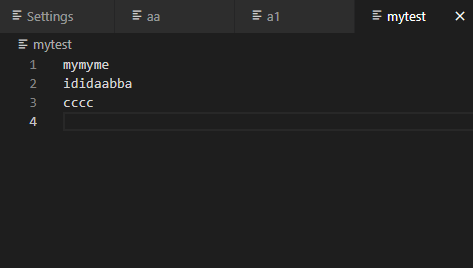 Settings aa a1 mytest
mytest
1 mymyme
2 ididaabba
3 cccc
4